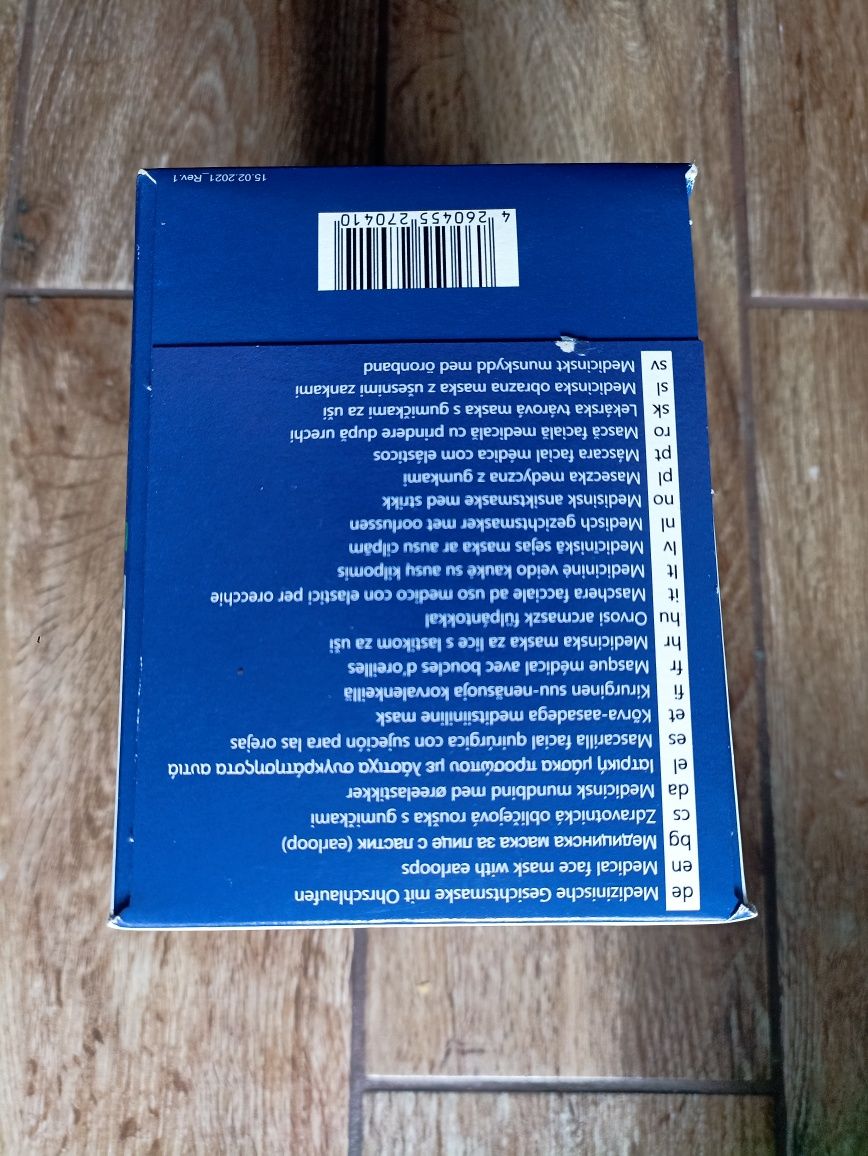 de Medizinische Gesichtsmaske mit Ohrschlaufen
en Medical face mask with earloops
bg Медицинска маска за лице с ластик (earloop)
cs Zdravotnická obličejová rouška s gumičkami
da Medicinsk mundbind med øreelastikker
el Ιατρική μάσκα προσώπου με λάστιχα συγκράτησης στα αυτιά
es Mascarilla facial quirúrgica con sujeción para las orejas
et Kõrva-aasadega meditsiiniline mask
fi Kirurginen suu-nenäsuoja korvalenkeillä
fr Masque médical avec boucles d'oreilles
hr Medicinska maska za lice s lastikom za uši
hu Orvosi arcmaszk fülpántokkal
it Maschera facciale ad uso medico con elastici per orecchie
lt Medicininė veido kaukė su ausų kilpomis
lv Medicīniskā sejas maska ar ausu cilpām
nl Medisch gezichtsmasker met oorlussen
no Medisinsk ansiktsmaske med strikk
pl Maseczka medyczna z gumkami
pt Máscara facial médica com elásticos
ro Mască facială medicală cu prindere după urechi
sk Lekárska tvárová maska s gumičkami za uši
sl Medicinska obrazna maska z ušesnimi zankami
sv Medicinskt munskydd med öronband
4 260455 270410
15.02.2021_Rev.1